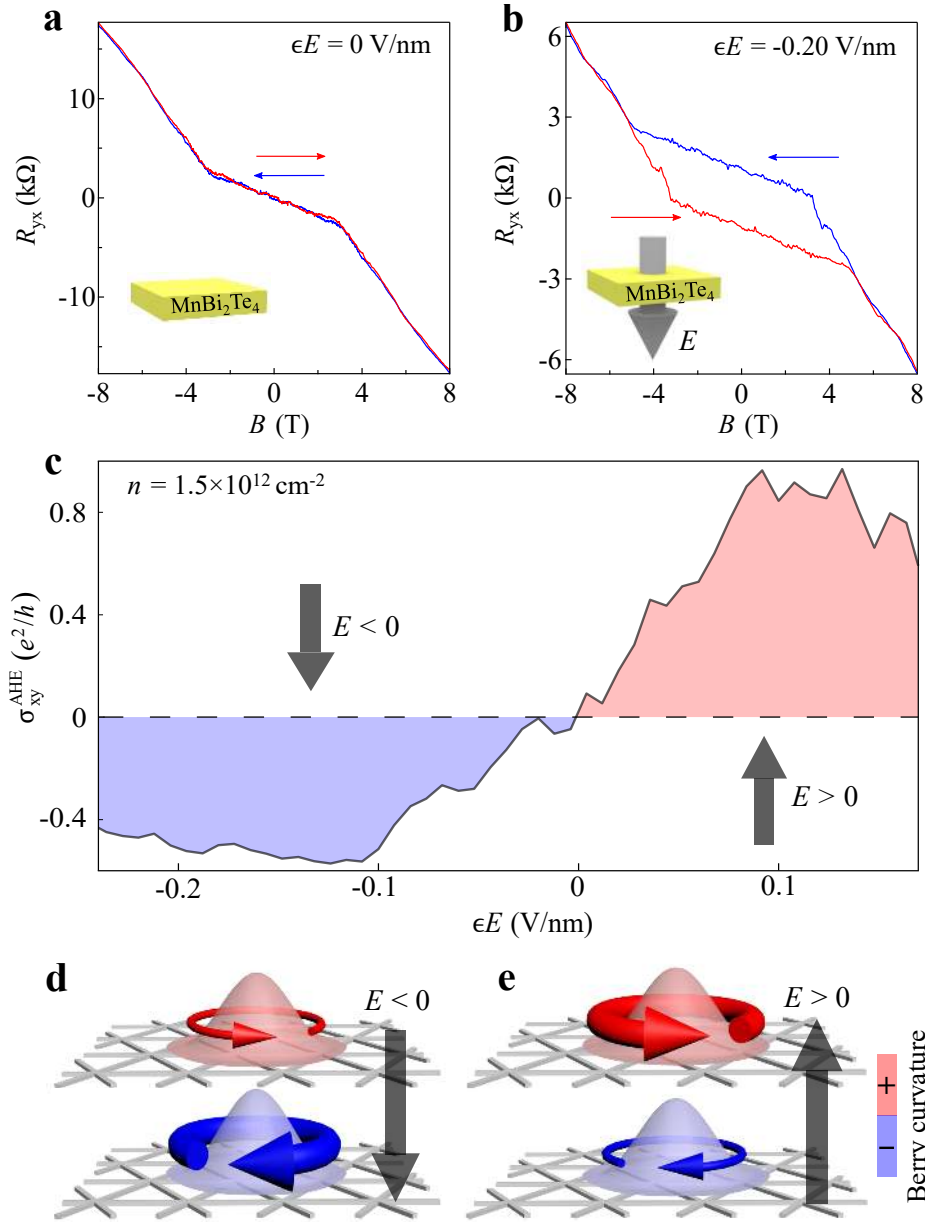 a
ϵE = 0 V/nm
10
0
-10
R_yx (kΩ)
MnBi₂Te₄
-8
-4
0
4
8
B (T)
b
ϵE = -0.20 V/nm
6
3
0
-3
-6
R_yx (kΩ)
MnBi₂Te₄
E
-8
-4
0
4
8
B (T)
c
n = 1.5×10¹² cm⁻²
0.8
0.4
0
-0.4
σ_xy^AHE (e²/h)
E < 0
E > 0
-0.2
-0.1
0
0.1
ϵE (V/nm)
d
E < 0
e
E > 0
+
−
Berry curvature